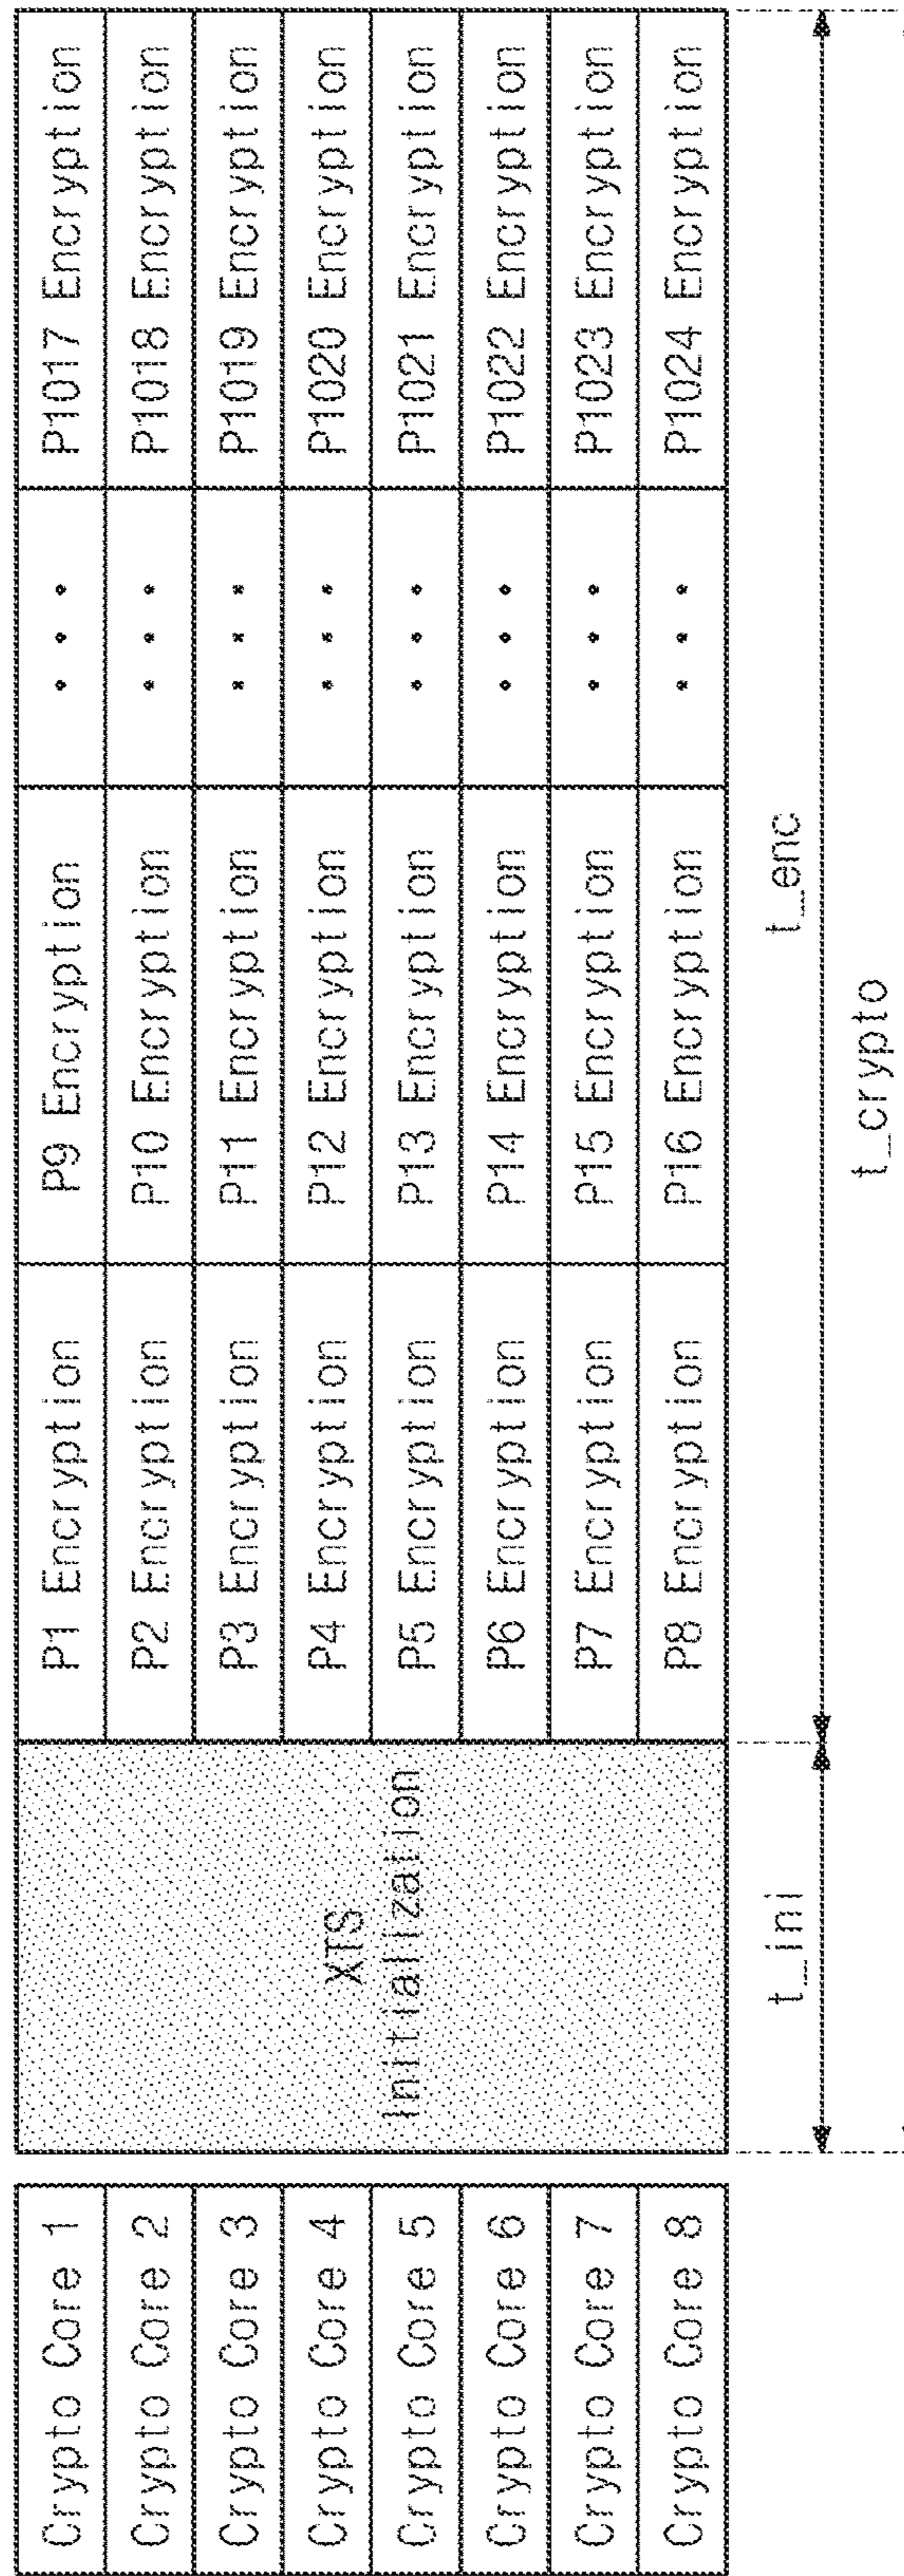 Crypto Core 1
Crypto Core 2
Crypto Core 3
Crypto Core 4
Crypto Core 5
Crypto Core 6
Crypto Core 7
Crypto Core 8
XTS
Initialization
P1 Encryption
P9 Encryption
• • •
P1017 Encryption
P2 Encryption
P10 Encryption
• • •
P1018 Encryption
P3 Encryption
P11 Encryption
• • •
P1019 Encryption
P4 Encryption
P12 Encryption
• • •
P1020 Encryption
P5 Encryption
P13 Encryption
• • •
P1021 Encryption
P6 Encryption
P14 Encryption
• • •
P1022 Encryption
P7 Encryption
P15 Encryption
• • •
P1023 Encryption
P8 Encryption
P16 Encryption
• • •
P1024 Encryption
t_ini
t_enc
t_crypto